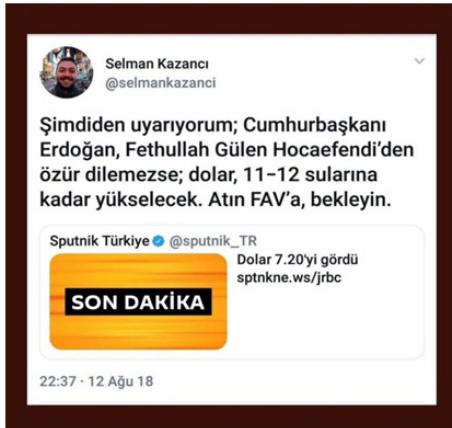 Selman Kazancı
@selmankazanci
Şimdiden uyarıyorum; Cumhurbaşkanı
Erdoğan, Fethullah Gülen Hocaefendi’den
özür dilemezse; dolar, 11-12 sularına
kadar yükselecek. Atın FAV’a, bekleyin.
Sputnik Türkiye @sputnik_TR
Dolar 7.20'yi gördü
sptnkne.ws/jrbc
SON DAKİKA
22:37 · 12 Ağu 18